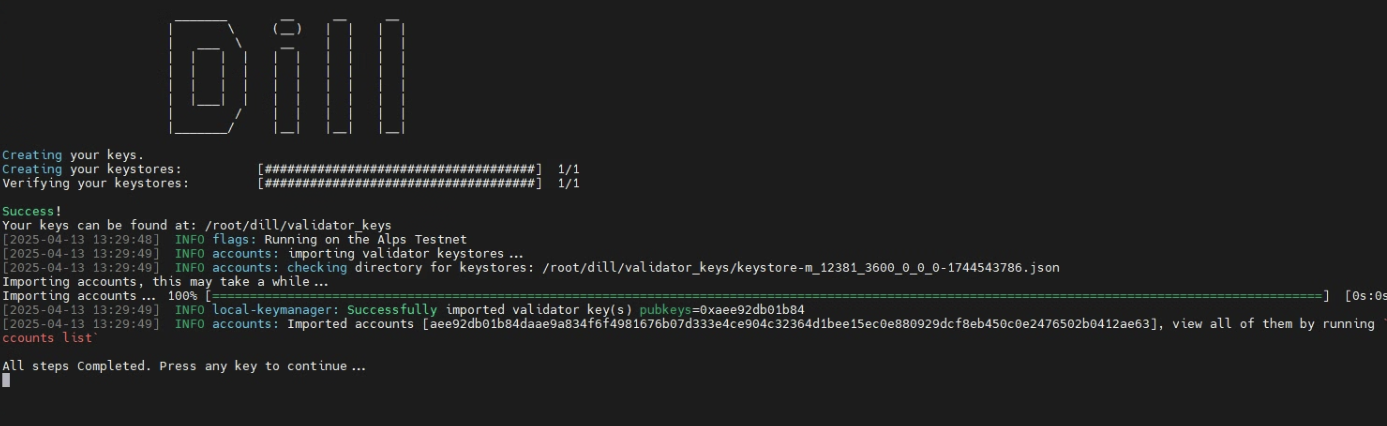 Dill
Creating your keys.
Creating your keystores: [####################################] 1/1
Verifying your keystores: [####################################] 1/1
Success!
Your keys can be found at: /root/dill/validator_keys
[2025-04-13 13:29:48] INFO flags: Running on the Alps Testnet
[2025-04-13 13:29:49] INFO accounts: importing validator keystores...
[2025-04-13 13:29:49] INFO accounts: checking directory for keystores: /root/dill/validator_keys/keystore-m_12381_3600_0_0_0-1744543786.json
Importing accounts, this may take a while...
Importing accounts... 100% [====================] [0s:0s
[2025-04-13 13:29:49] INFO local-keymanager: Successfully imported validator key(s) pubkeys=0xaee92db01b84
[2025-04-13 13:29:49] INFO accounts: Imported accounts [aee92db01b84daae9a834f6f4981676b07d333e4ce904c32364d1bee15ec0e880929dcf8eb450c0e2476502b0412ae63], view all of them by running `
ccounts list`
All steps Completed. Press any key to continue...